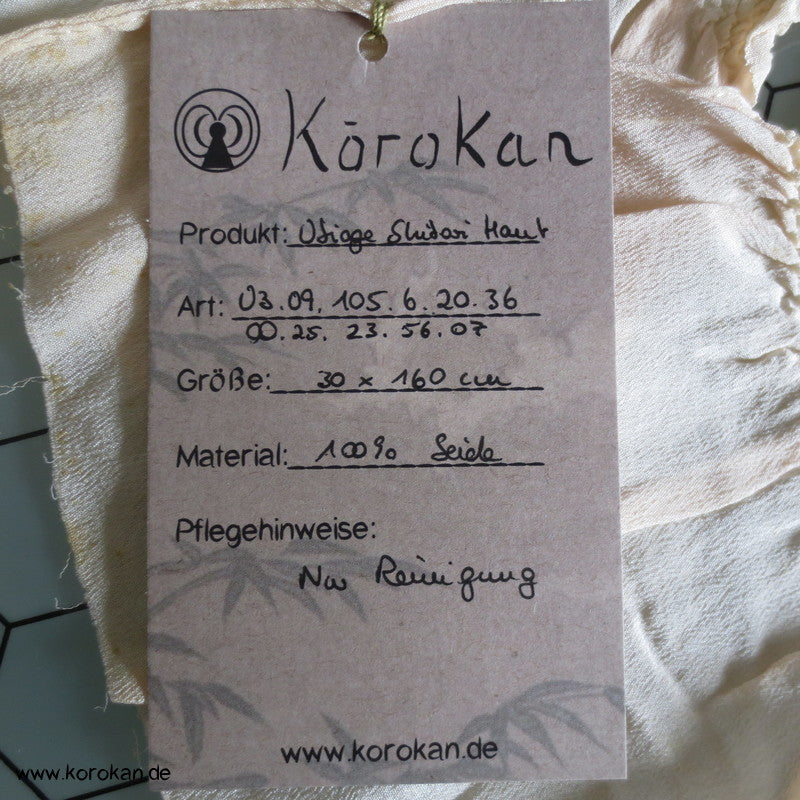 KōroKan
Produkt: Obiage Shibori Haut
Art: 03.09. 105. 6. 20. 36
00. 25. 23. 56. 07
Größe: 30 x 160 cm
Material: 100% Seide
Pflegehinweise:
Nur Reinigung
www.korokan.de
www.korokan.de